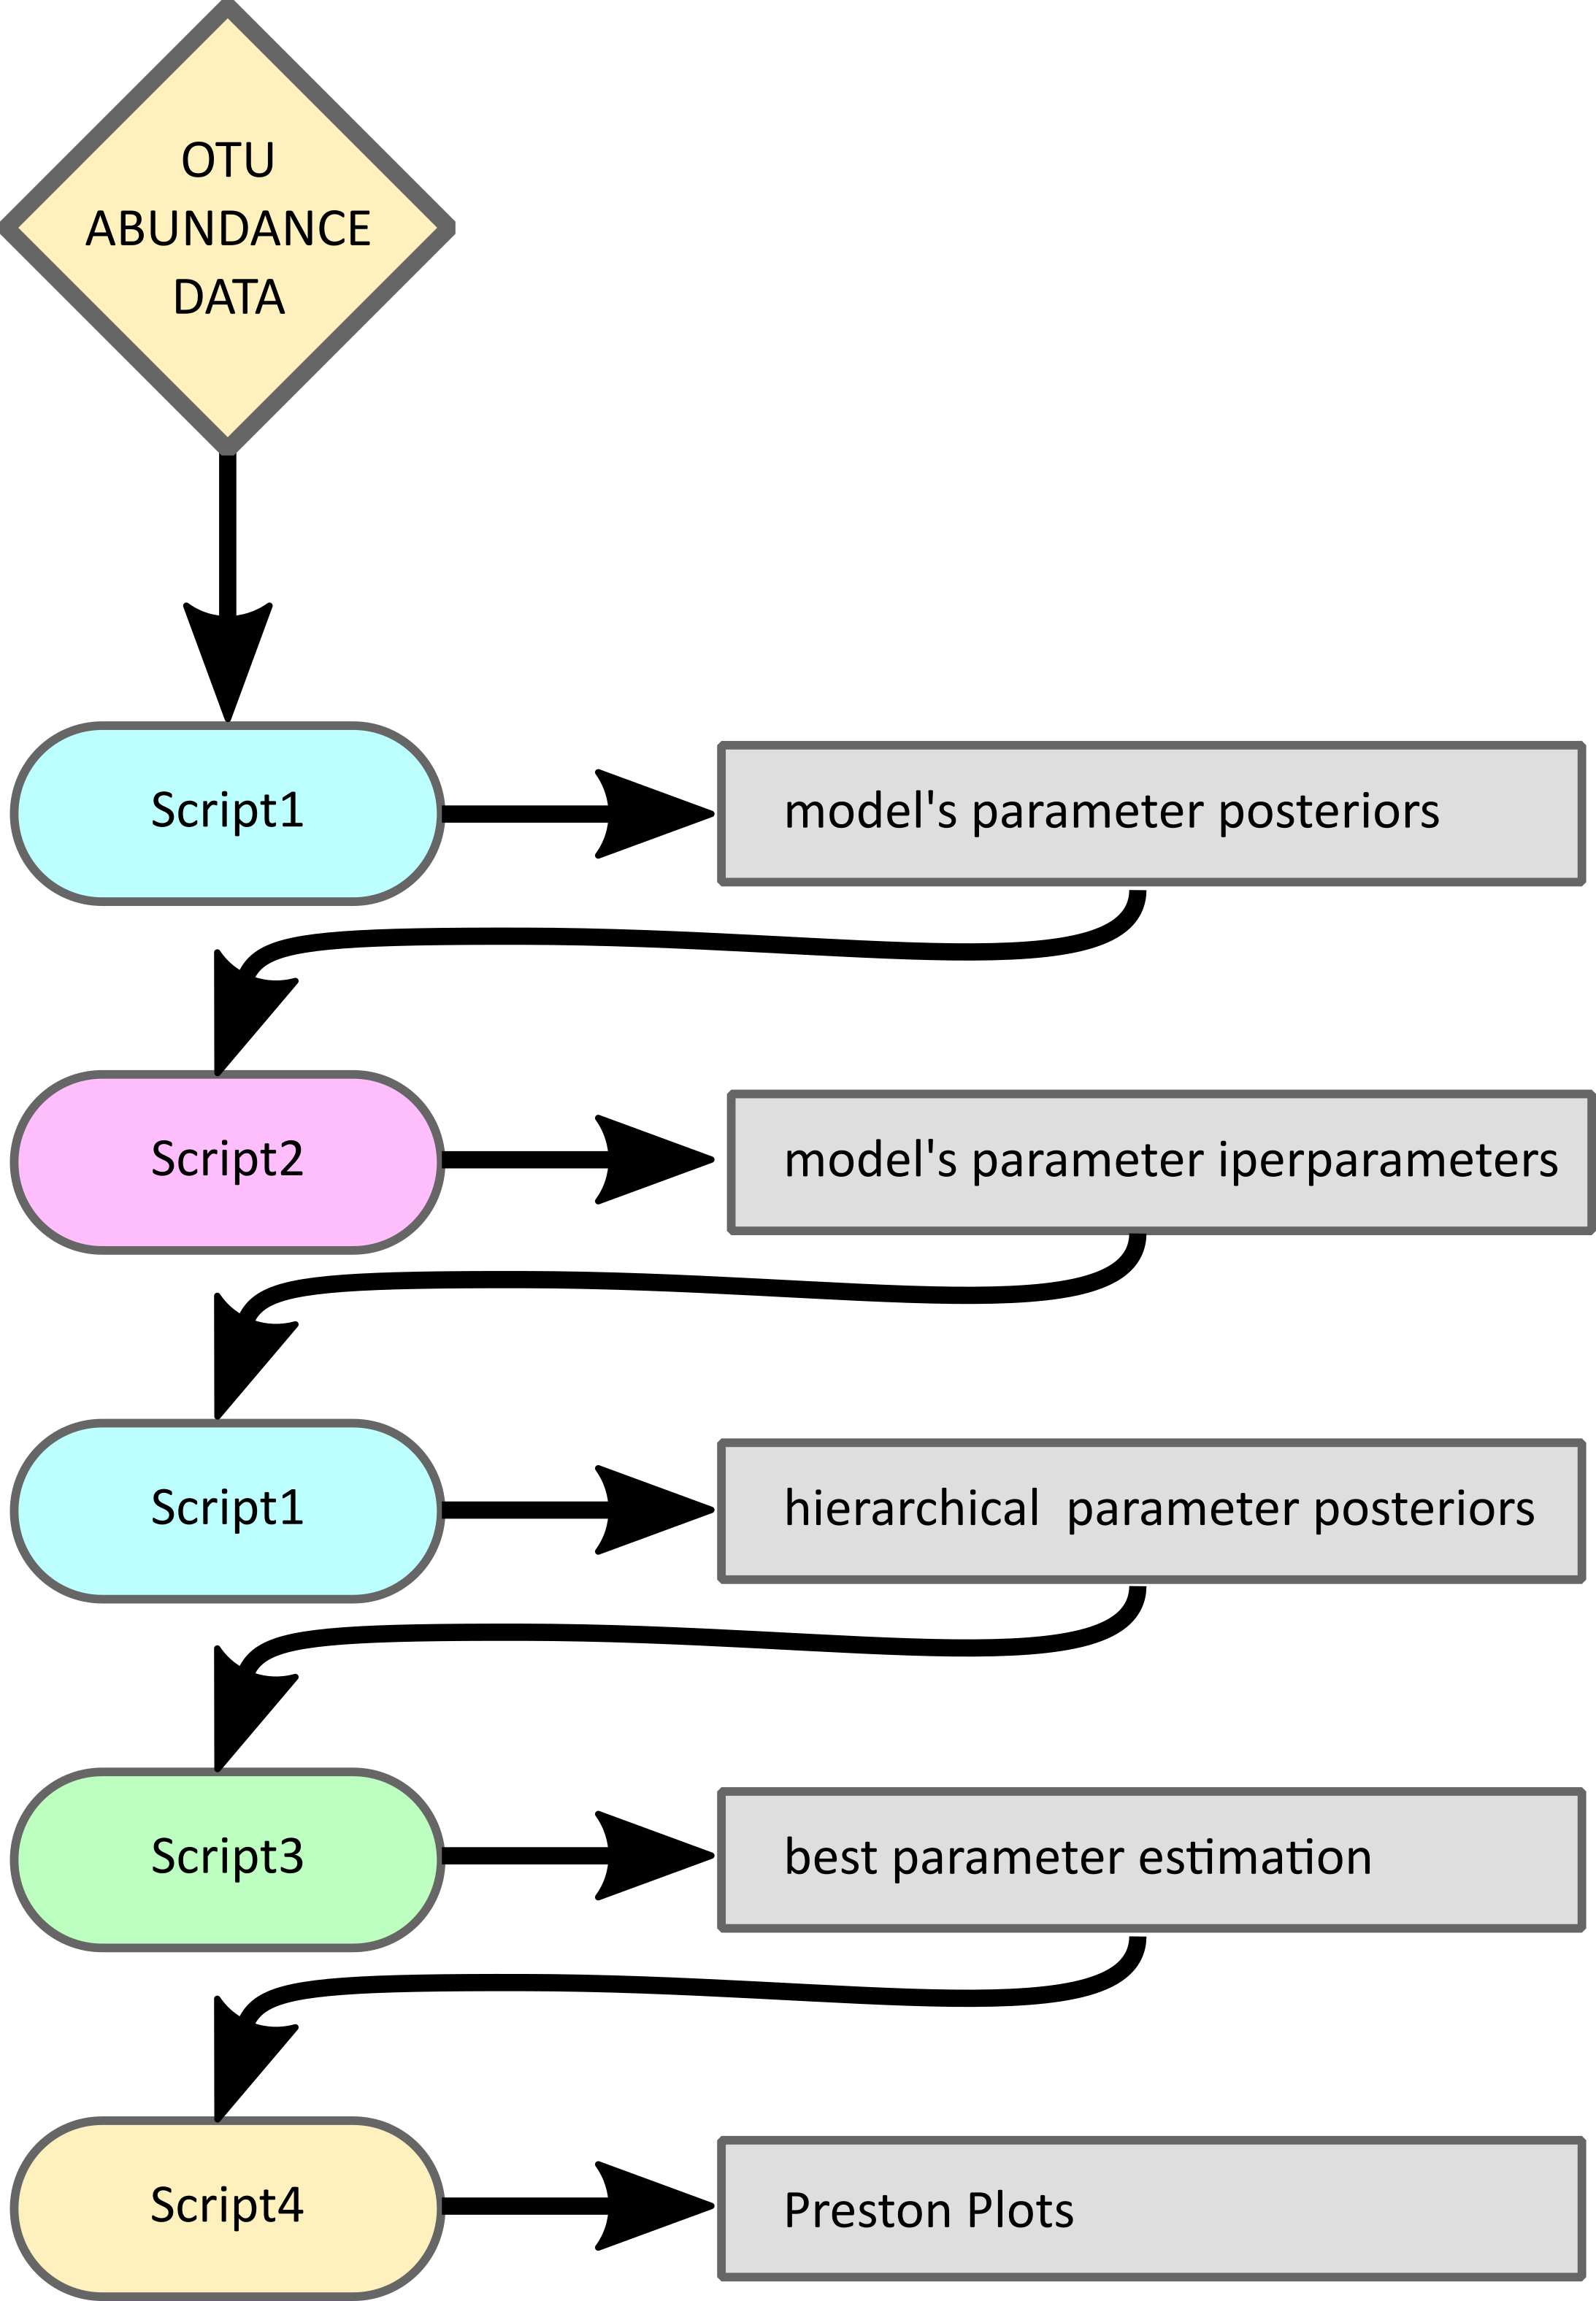 OTU
ABUNDANCE
DATA
Script1
model's parameter posteriors
Script2
model's parameter iperparameters
Script1
hierarchical parameter posteriors
Script3
best parameter estimation
Script4
Preston Plots